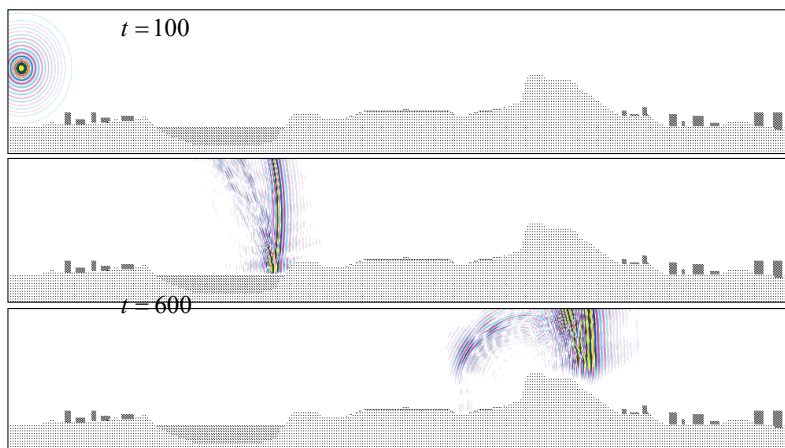 t = 100
t = 600